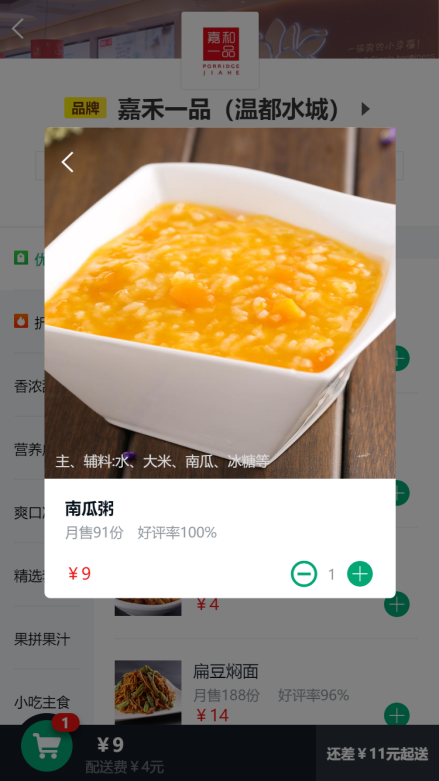 嘉和
一品
PORRIDGE
JIAHE
品牌 嘉禾一品（温都水城）
优
折
香浓
营养
爽口
精选
果拼果汁
小吃主食
主、辅料:水、大米、南瓜、冰糖等
南瓜粥
月售91份 好评率100%
￥9
1
￥4
扁豆焖面
月售188份 好评率96%
￥14
1
￥9
配送费￥4元
还差￥11元起送